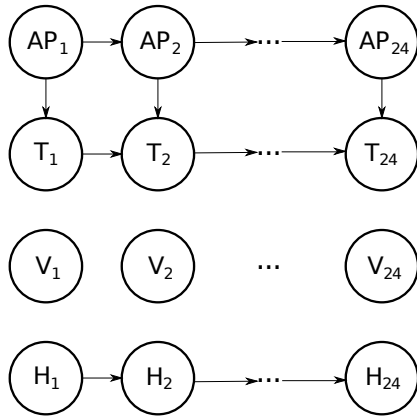 AP₁ AP₂ ... AP₂₄
T₁ T₂ ... T₂₄
V₁ V₂ ... V₂₄
H₁ H₂ ... H₂₄